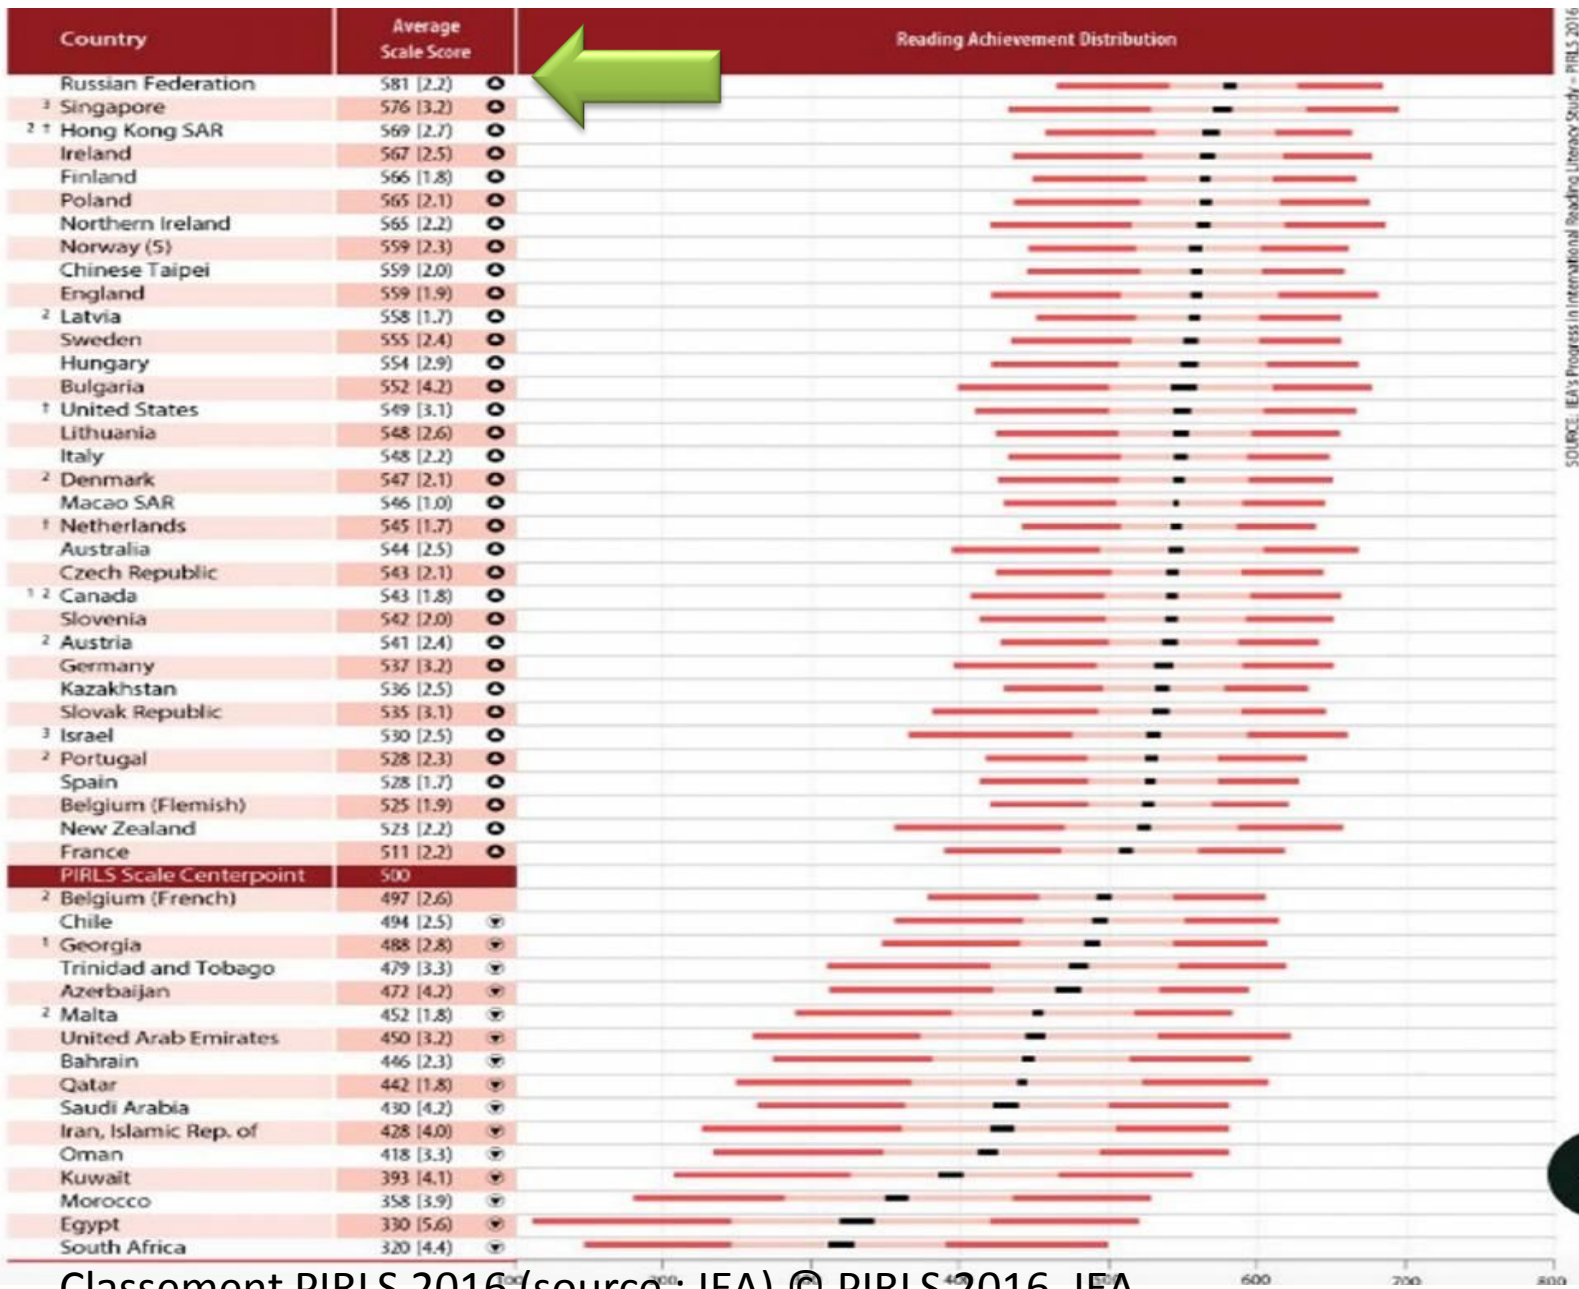 Country Average Scale Score Reading Achievement Distribution
Russian Federation 581 (2.2)
3 Singapore 576 (3.2)
2 † Hong Kong SAR 569 (2.7)
Ireland 567 (2.5)
Finland 566 (1.8)
Poland 565 (2.1)
Northern Ireland 565 (2.2)
Norway (5) 559 (2.3)
Chinese Taipei 559 (2.0)
England 559 (1.9)
2 Latvia 558 (1.7)
Sweden 555 (2.4)
Hungary 554 (2.9)
Bulgaria 552 (4.2)
† United States 549 (3.1)
Lithuania 548 (2.6)
Italy 548 (2.2)
2 Denmark 547 (2.1)
Macao SAR 546 (1.0)
† Netherlands 545 (1.7)
Australia 544 (2.5)
Czech Republic 543 (2.1)
1 2 Canada 543 (1.8)
Slovenia 542 (2.0)
2 Austria 541 (2.4)
Germany 537 (3.2)
Kazakhstan 536 (2.5)
Slovak Republic 535 (3.1)
3 Israel 530 (2.5)
2 Portugal 528 (2.3)
Spain 528 (1.7)
Belgium (Flemish) 525 (1.9)
New Zealand 523 (2.2)
France 511 (2.2)
PIRLS Scale Centerpoint 500
2 Belgium (French) 497 (2.6)
Chile 494 (2.5)
1 Georgia 488 (2.8)
Trinidad and Tobago 479 (3.3)
Azerbaijan 472 (4.2)
2 Malta 452 (1.8)
United Arab Emirates 450 (3.2)
Bahrain 446 (2.3)
Qatar 442 (1.8)
Saudi Arabia 430 (4.2)
Iran, Islamic Rep. of 428 (4.0)
Oman 418 (3.3)
Kuwait 393 (4.1)
Morocco 358 (3.9)
Egypt 330 (5.6)
South Africa 320 (4.4)
100 200 300 400 500 600 700 800
Classement PIRLS 2016 (source : IEA) © PIRLS 2016, IEA
SOURCE: IEA's Progress in International Reading Literacy Study – PIRLS 2016